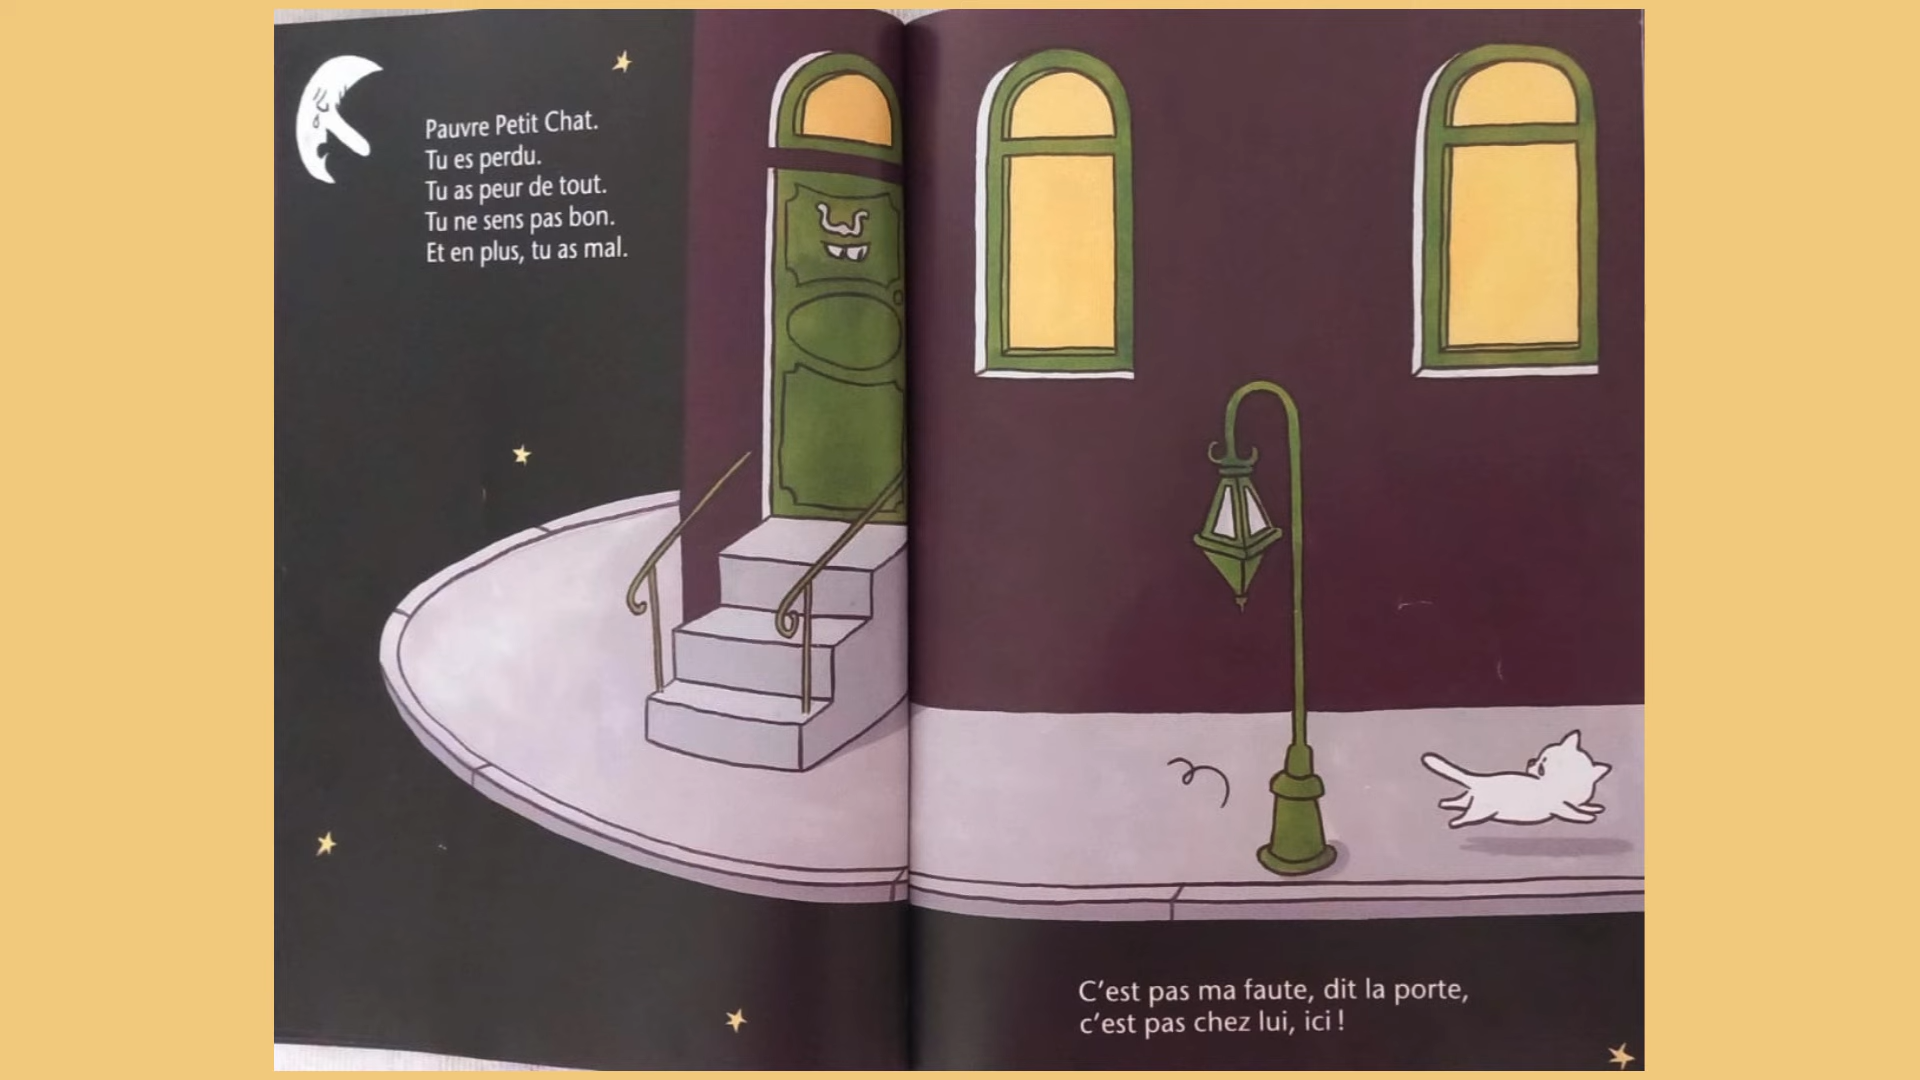 Pauvre Petit Chat.
Tu es perdu.
Tu as peur de tout.
Tu ne sens pas bon.
Et en plus, tu as mal.
C'est pas ma faute, dit la porte,
c'est pas chez lui, ici !